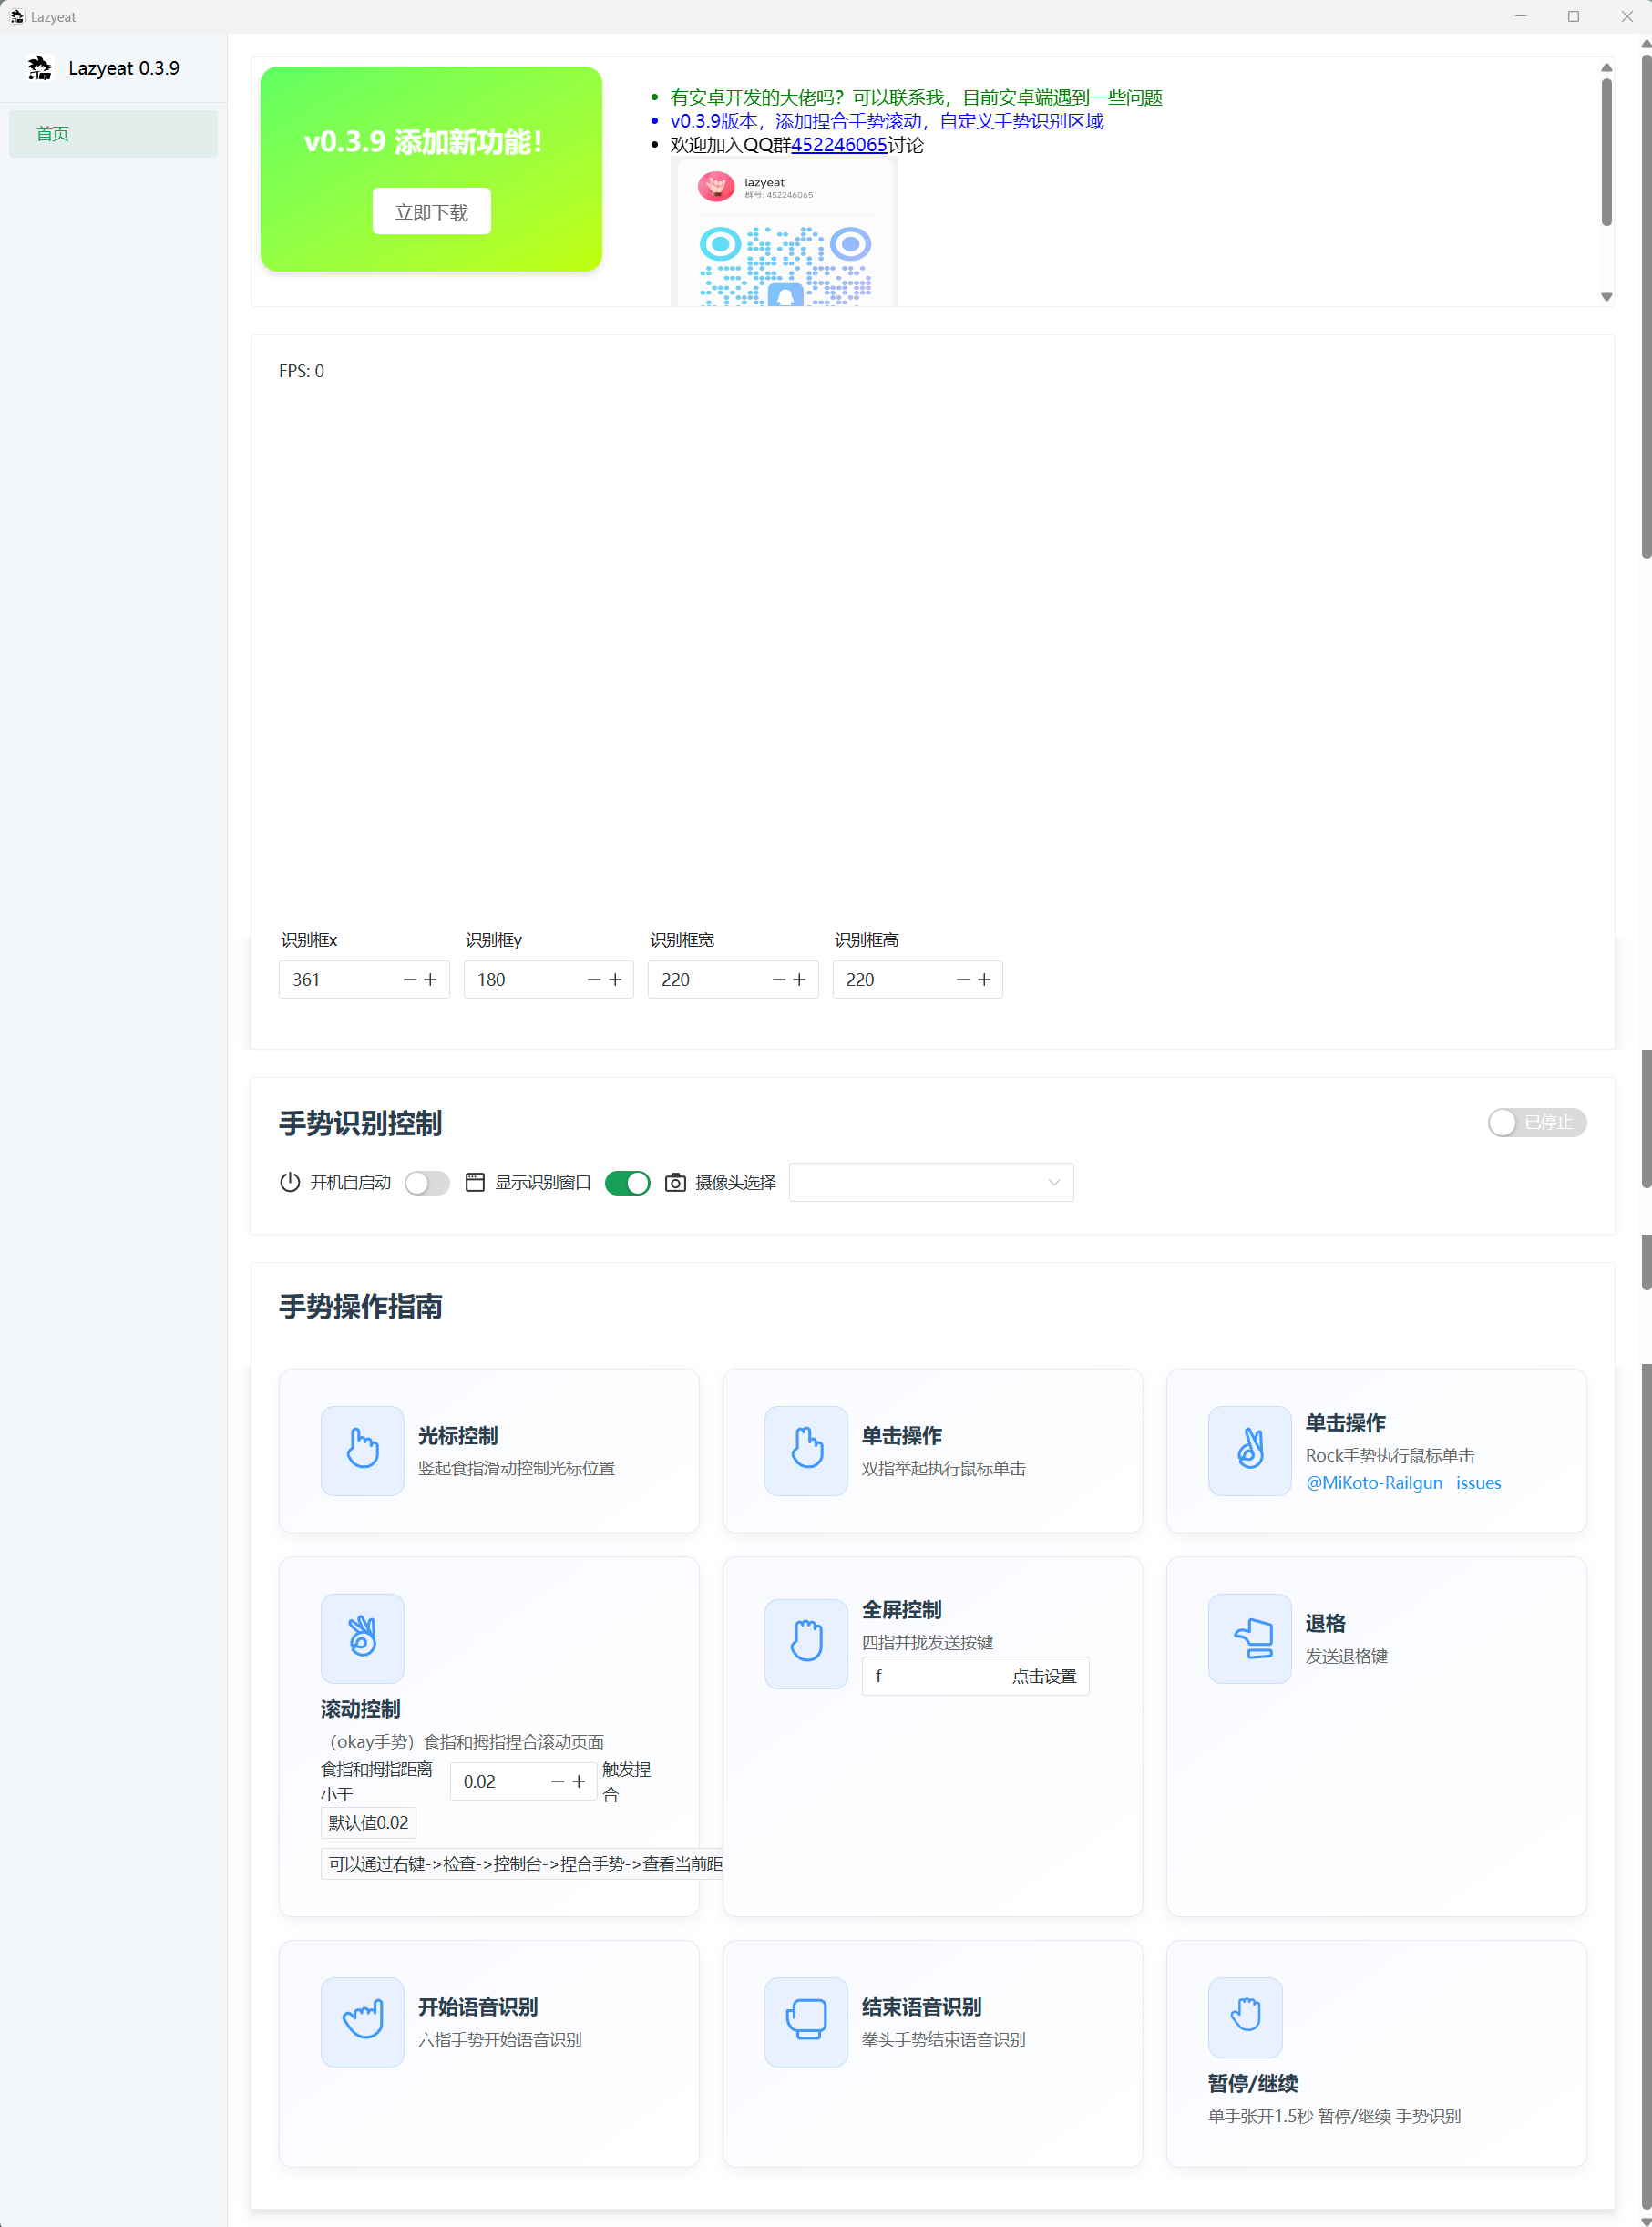 Lazyeat
Lazyeat 0.3.9
首页
v0.3.9 添加新功能!
立即下载
有安卓开发的大佬吗？可以联系我，目前安卓端遇到一些问题
v0.3.9版本，添加捏合手势滚动，自定义手势识别区域
欢迎加入QQ群452246065讨论
lazyeat
群号: 452246065
FPS: 0
识别框x 识别框y 识别框宽 识别框高
361 180 220 220
手势识别控制
已停止
开机自启动 显示识别窗口 摄像头选择
手势操作指南
光标控制
竖起食指滑动控制光标位置
单击操作
双指举起执行鼠标单击
单击操作
Rock手势执行鼠标单击
@MiKoto-Railgun issues
滚动控制
（okay手势）食指和拇指捏合滚动页面
食指和拇指距离
小于
0.02
触发捏
合
默认值0.02
可以通过右键->检查->控制台->捏合手势->查看当前距
全屏控制
四指并拢发送按键
f 点击设置
退格
发送退格键
开始语音识别
六指手势开始语音识别
结束语音识别
拳头手势结束语音识别
暂停/继续
单手张开1.5秒 暂停/继续 手势识别